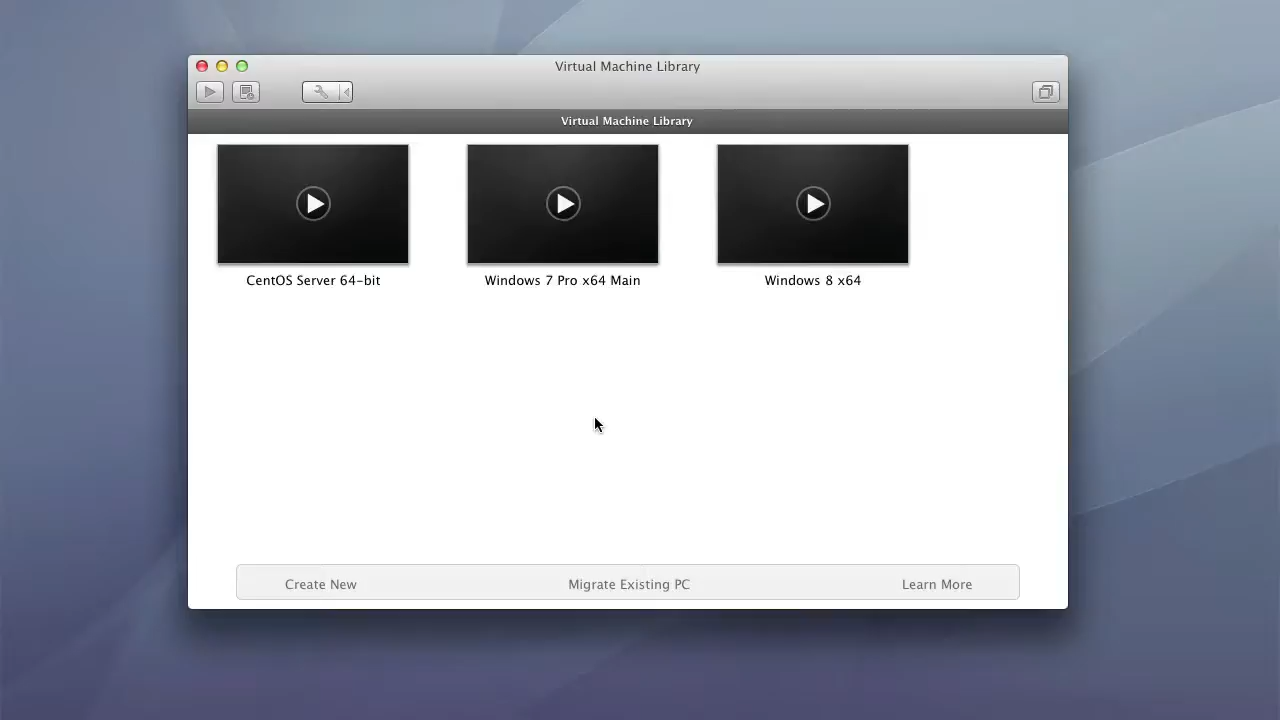 Virtual Machine Library
Virtual Machine Library
CentOS Server 64-bit
Windows 7 Pro x64 Main
Windows 8 x64
Create New
Migrate Existing PC
Learn More